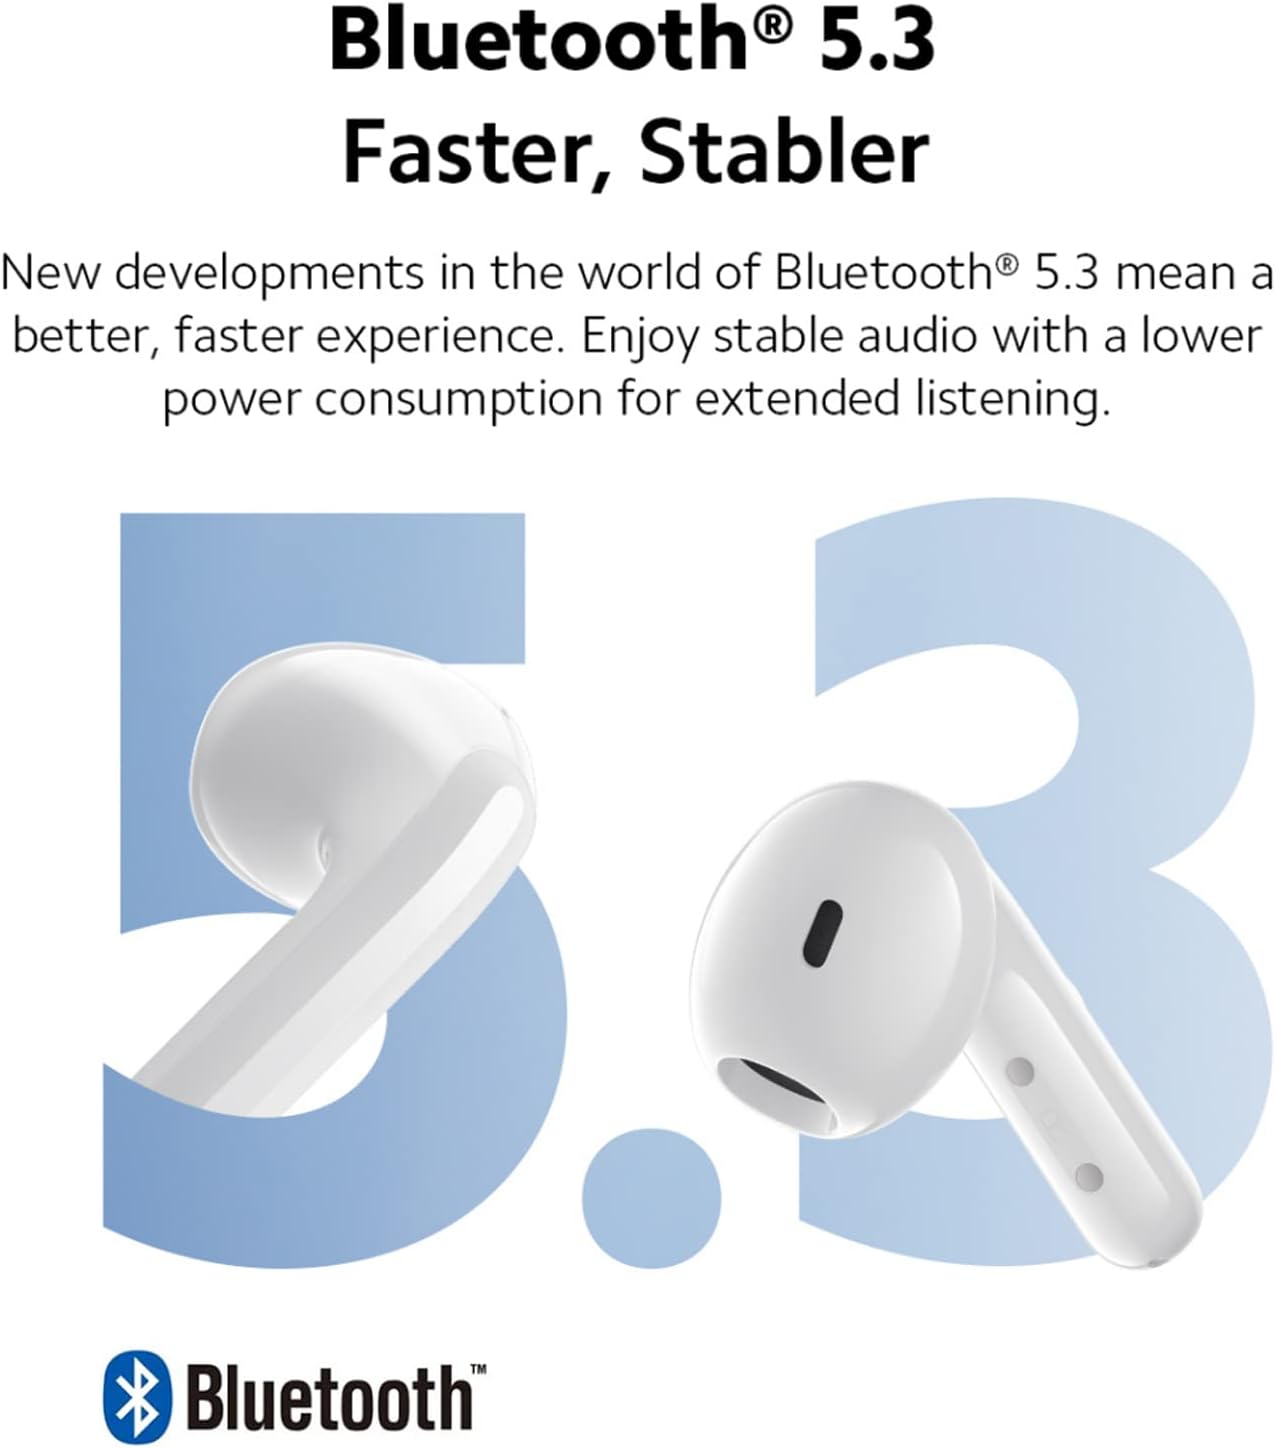 Bluetooth® 5.3
Faster, Stabler
New developments in the world of Bluetooth® 5.3 mean a
better, faster experience. Enjoy stable audio with a lower
power consumption for extended listening.
5.3
Bluetooth™